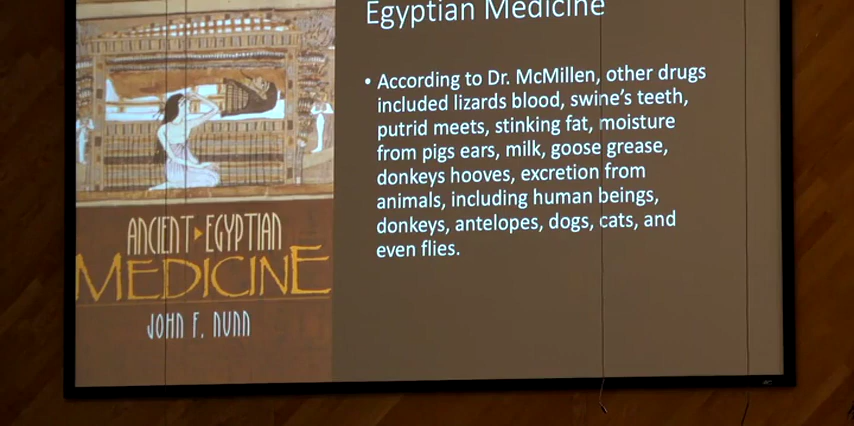 Egyptian Medicine
• According to Dr. McMillen, other drugs
included lizards blood, swine's teeth,
putrid meets, stinking fat, moisture
from pigs ears, milk, goose grease,
donkeys hooves, excretion from
animals, including human beings,
donkeys, antelopes, dogs, cats, and
even flies.
ANCIENT EGYPTIAN
MEDICINE
JOHN F. NUNN